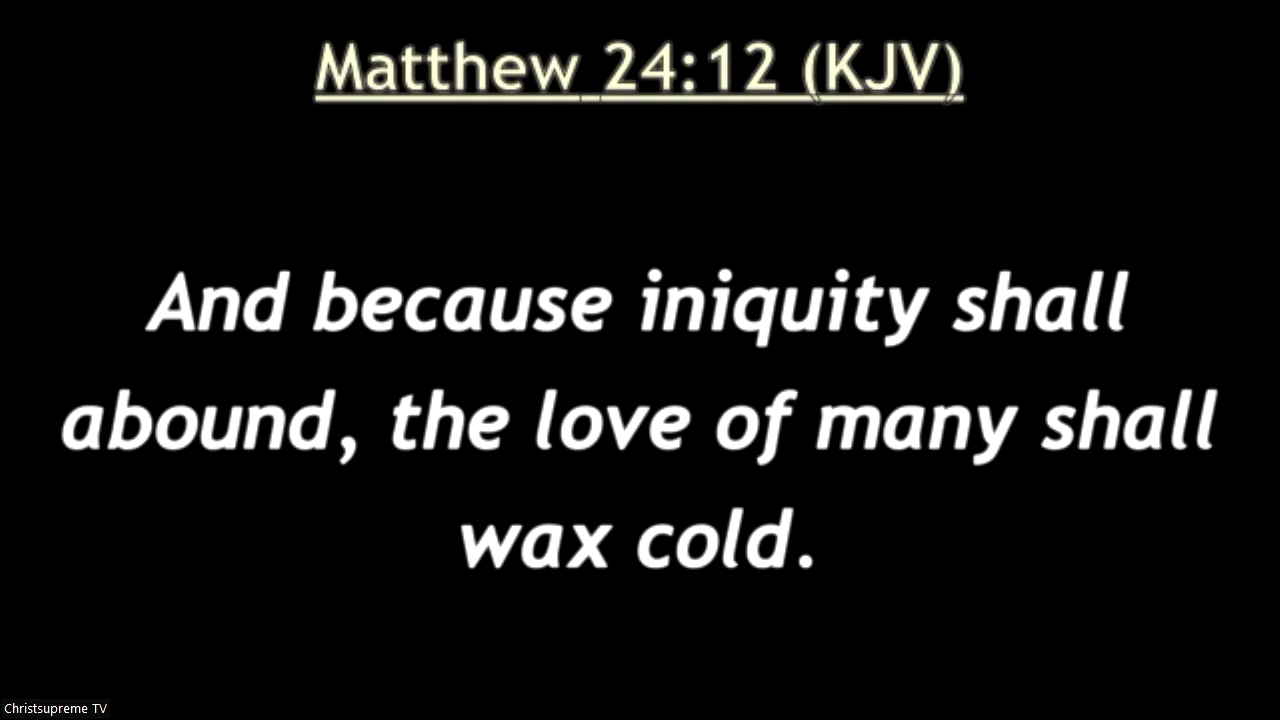 Matthew 24:12 (KJV)
And because iniquity shall
abound, the love of many shall
wax cold.
Christsupreme TV